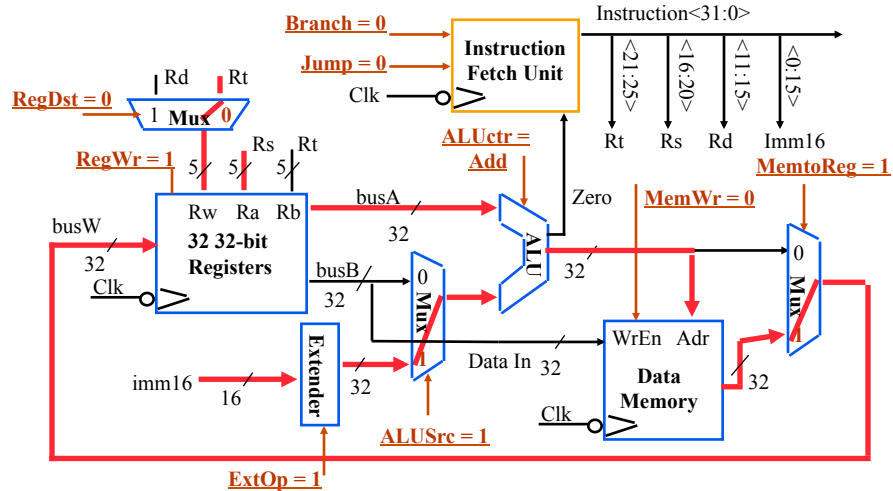 Branch = 0
Instruction<31:0>
Instruction
Fetch Unit
Jump = 0
Clk
<21:25>
<16:20>
<11:15>
<0:15>
Rt
Rs
Rd
Imm16
Rd
Rt
RegDst = 0
1
Mux
0
RegWr = 1
5
5
5
Rs
Rt
ALUctr =
Add
MemtoReg = 1
Zero
MemWr = 0
busW
32
Rw
Ra
Rb
32 32-bit
Registers
Clk
busA
32
busB
32
0
Mux
1
ALU
32
0
Mux
1
WrEn
Adr
Data
Memory
Clk
Data In
32
32
imm16
16
Extender
32
ALUSrc = 1
ExtOp = 1